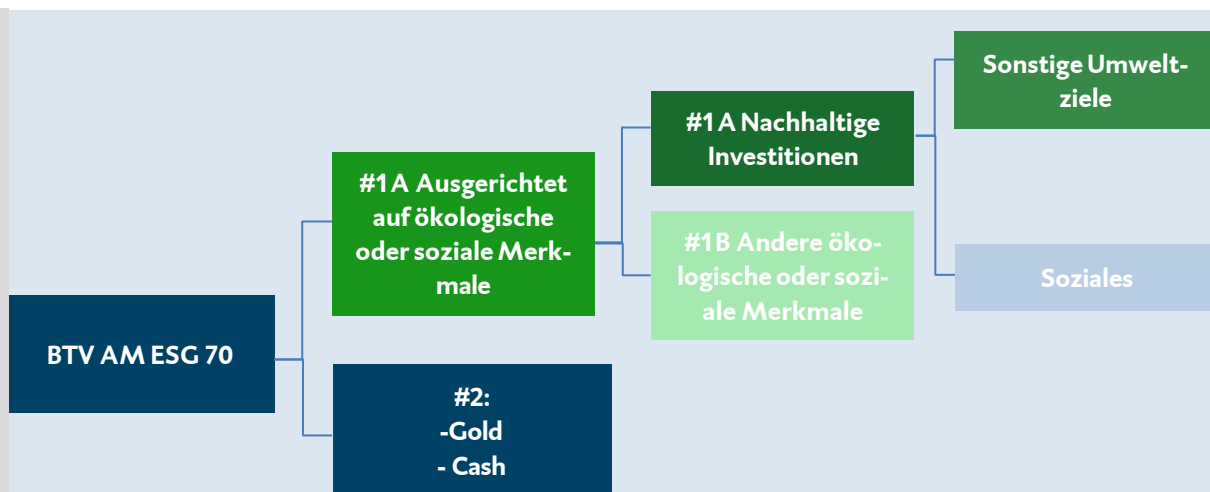 BTV AM ESG 70
#1 A Ausgerichtet
auf ökologische
oder soziale Merk-
male
#2:
-Gold
- Cash
#1 A Nachhaltige
Investitionen
#1B Andere öko-
logische oder sozi-
ale Merkmale
Sonstige Umwelt-
ziele
Soziales